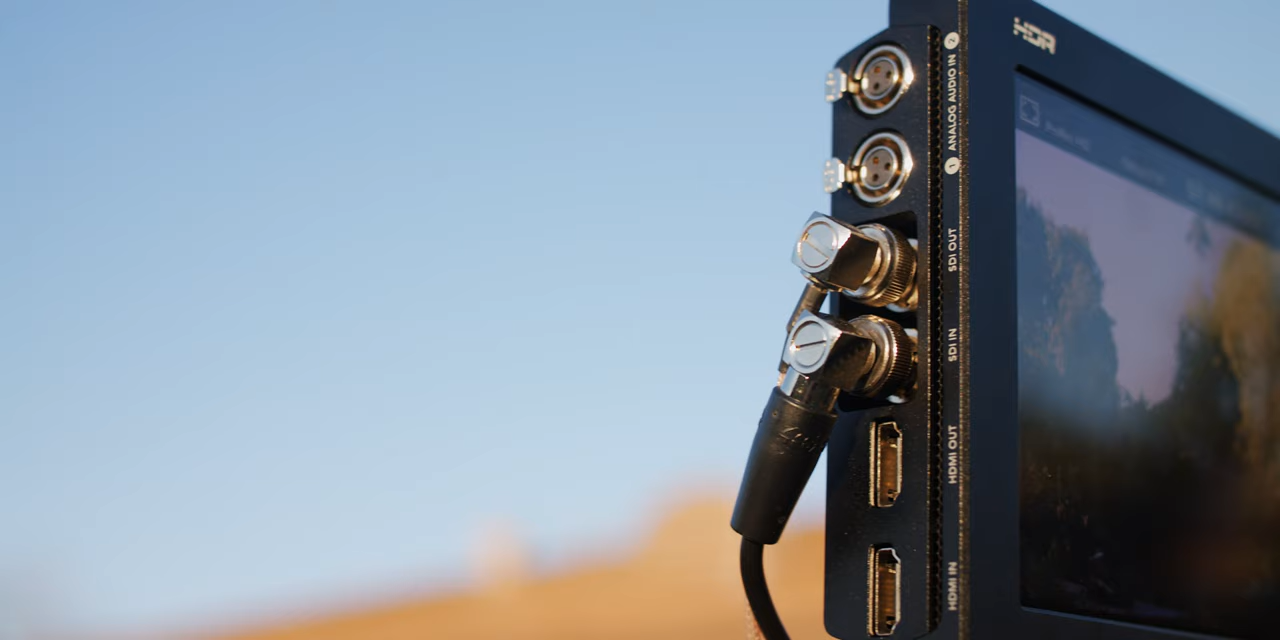 HDR
2
ANALOG AUDIO IN
1
SDI OUT
SDI IN
HDMI OUT
HDMI IN